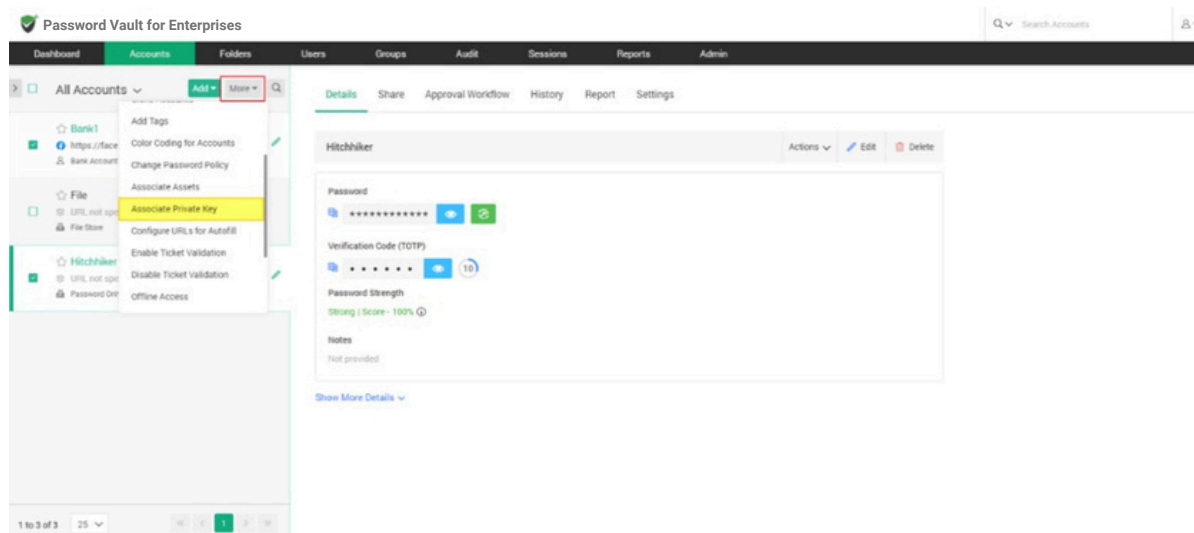 Password Vault for Enterprises
Search Accounts
Dashboard Accounts Folders Users Groups Audit Sessions Reports Admin
All Accounts Add More
Details Share Approval Workflow History Report Settings
Add Tags
Bank1
https://face
Color Coding for Accounts
Bank Account
Change Password Policy
Hitchhiker Actions Edit Delete
Associate Assets
File
URL not spe
Associate Private Key
File Store
Configure URLs for Autofill
Password
************
Enable Ticket Validation
Hitchhiker
URL not spe
Disable Ticket Validation
Password Onl
Offline Access
Verification Code (TOTP)
• • • • • • 10
Password Strength
Strong | Score - 100%
Notes
Not provided
Show More Details
1 to 3 of 3 25 « < 1 > »